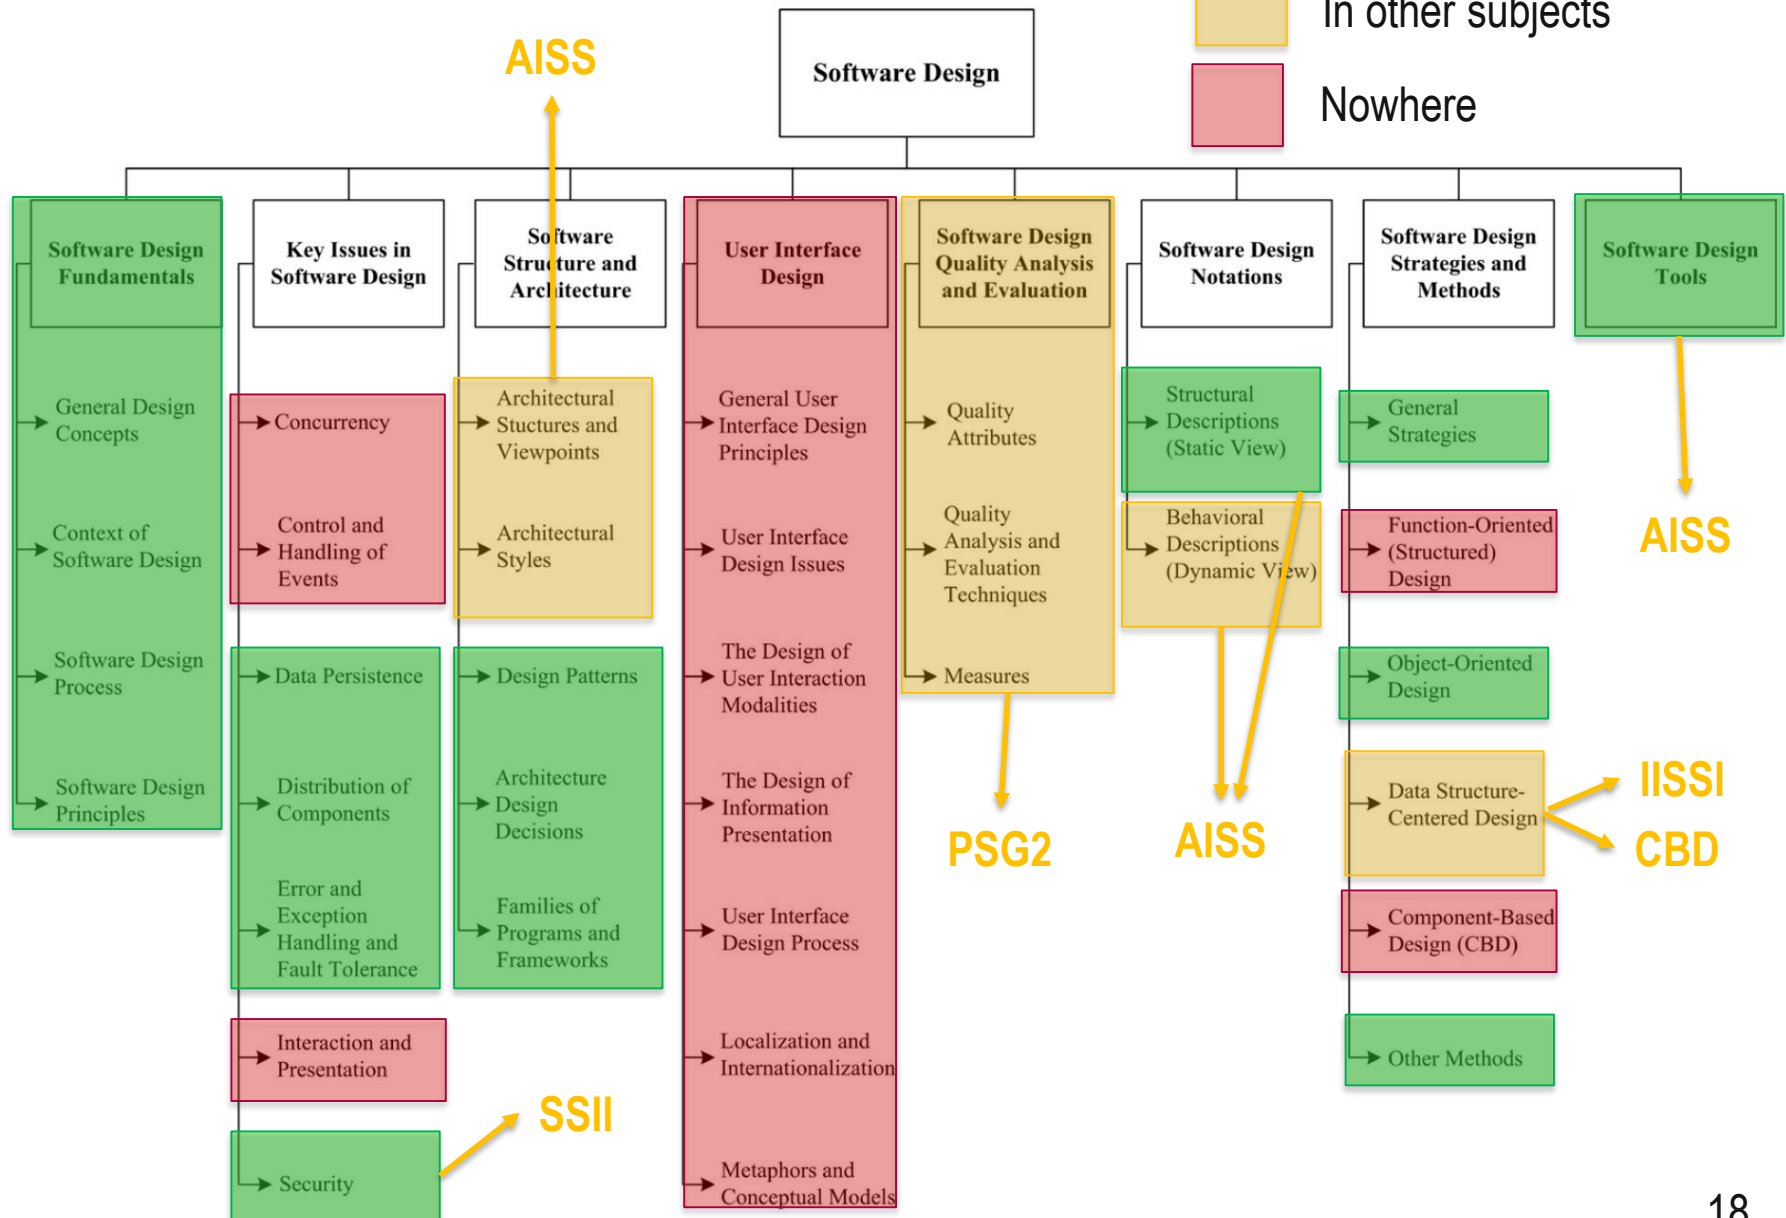 In other subjects
Nowhere
AISS
Software Design
Software Design
Fundamentals
General Design
Concepts
Context of
Software Design
Software Design
Process
Software Design
Principles
Key Issues in
Software Design
Concurrency
Control and
Handling of
Events
Data Persistence
Distribution of
Components
Error and
Exception
Handling and
Fault Tolerance
Interaction and
Presentation
Security
SSII
Software
Structure and
Architecture
Architectural
Stuctures and
Viewpoints
Architectural
Styles
Design Patterns
Architecture
Design
Decisions
Families of
Programs and
Frameworks
User Interface
Design
General User
Interface Design
Principles
User Interface
Design Issues
The Design of
User Interaction
Modalities
The Design of
Information
Presentation
User Interface
Design Process
Localization and
Internationalization
Metaphors and
Conceptual Models
Software Design
Quality Analysis
and Evaluation
Quality
Attributes
Quality
Analysis and
Evaluation
Techniques
Measures
PSG2
Software Design
Notations
Structural
Descriptions
(Static View)
Behavioral
Descriptions
(Dynamic View)
AISS
Software Design
Strategies and
Methods
General
Strategies
Function-Oriented
(Structured)
Design
Object-Oriented
Design
Data Structure-
Centered Design
IISSI
CBD
Component-Based
Design (CBD)
Other Methods
Software Design
Tools
AISS
18